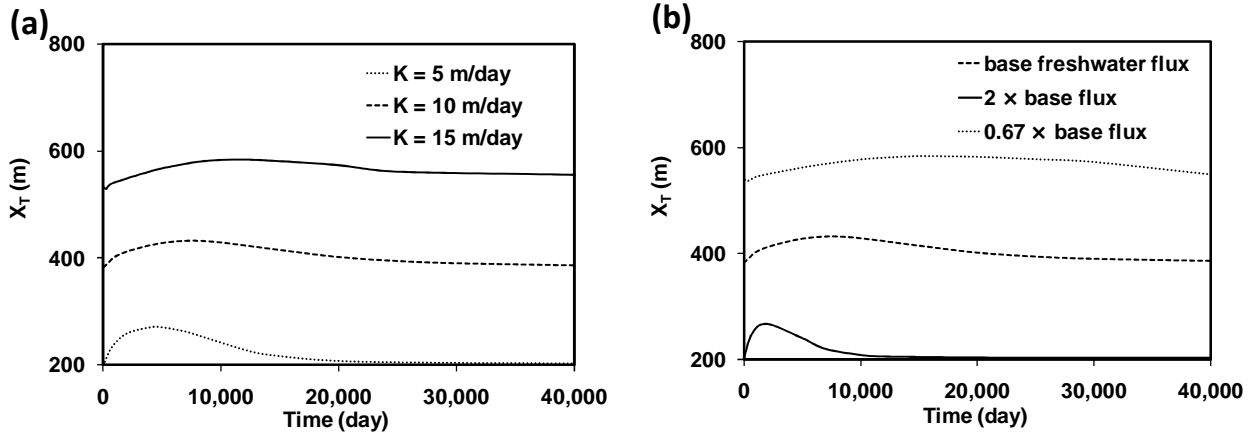 (a)
800
600
400
200
X_T (m)
K = 5 m/day
K = 10 m/day
K = 15 m/day
0 10,000 20,000 30,000 40,000
Time (day)
(b)
800
600
400
200
X_T (m)
base freshwater flux
2 × base flux
0.67 × base flux
0 10,000 20,000 30,000 40,000
Time (day)